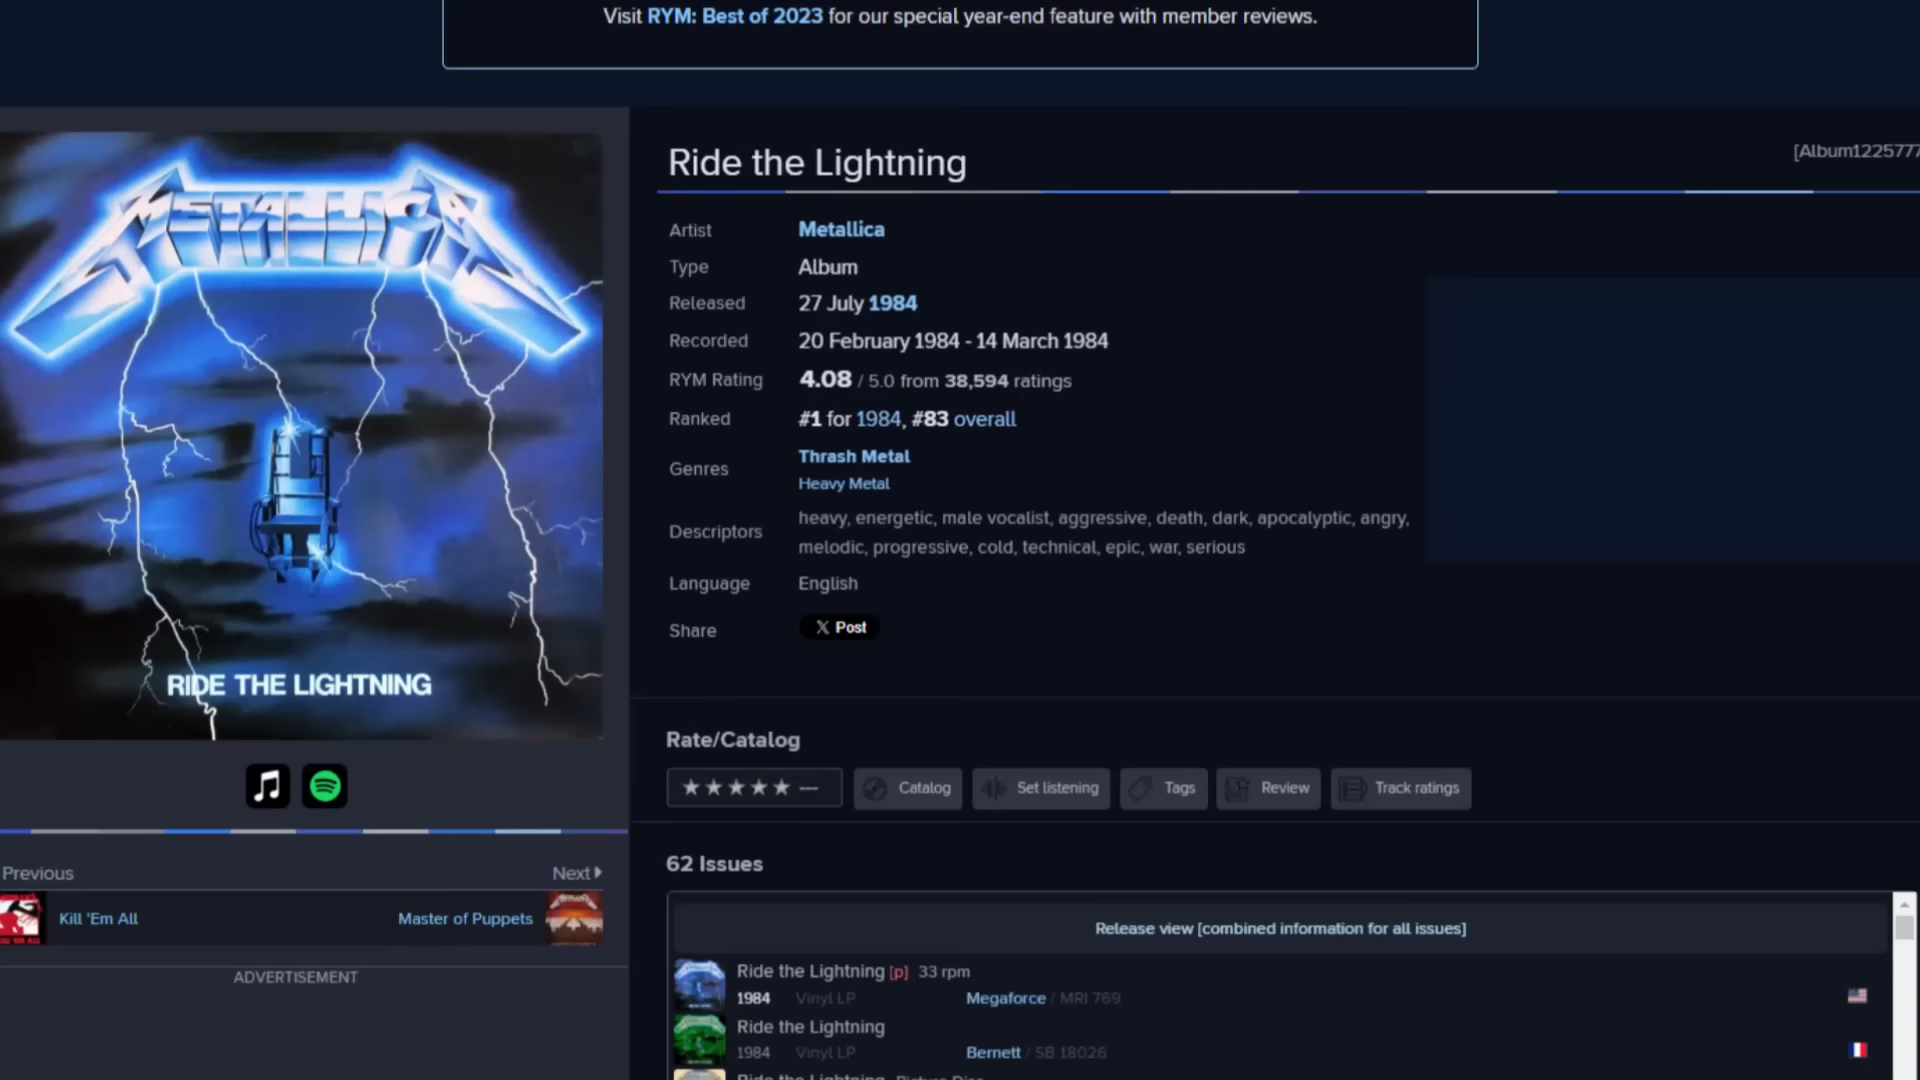 Visit RYM: Best of 2023 for our special year-end feature with member reviews.
METALLICA
RIDE THE LIGHTNING
Previous
Next
Kill 'Em All
Master of Puppets
ADVERTISEMENT
Ride the Lightning
[Album1225777
Artist
Metallica
Type
Album
Released
27 July 1984
Recorded
20 February 1984 - 14 March 1984
RYM Rating
4.08 / 5.0 from 38,594 ratings
Ranked
#1 for 1984, #83 overall
Genres
Thrash Metal
Heavy Metal
Descriptors
heavy, energetic, male vocalist, aggressive, death, dark, apocalyptic, angry,
melodic, progressive, cold, technical, epic, war, serious
Language
English
Share
X Post
Rate/Catalog
★★★★★ ---
Catalog
Set listening
Tags
Review
Track ratings
62 Issues
Release view [combined information for all issues]
Ride the Lightning [p] 33 rpm
1984 Vinyl LP Megaforce / MRI 769
Ride the Lightning
1984 Vinyl LP Bernett / SB 18026
Ride the Lightning Picture Disc